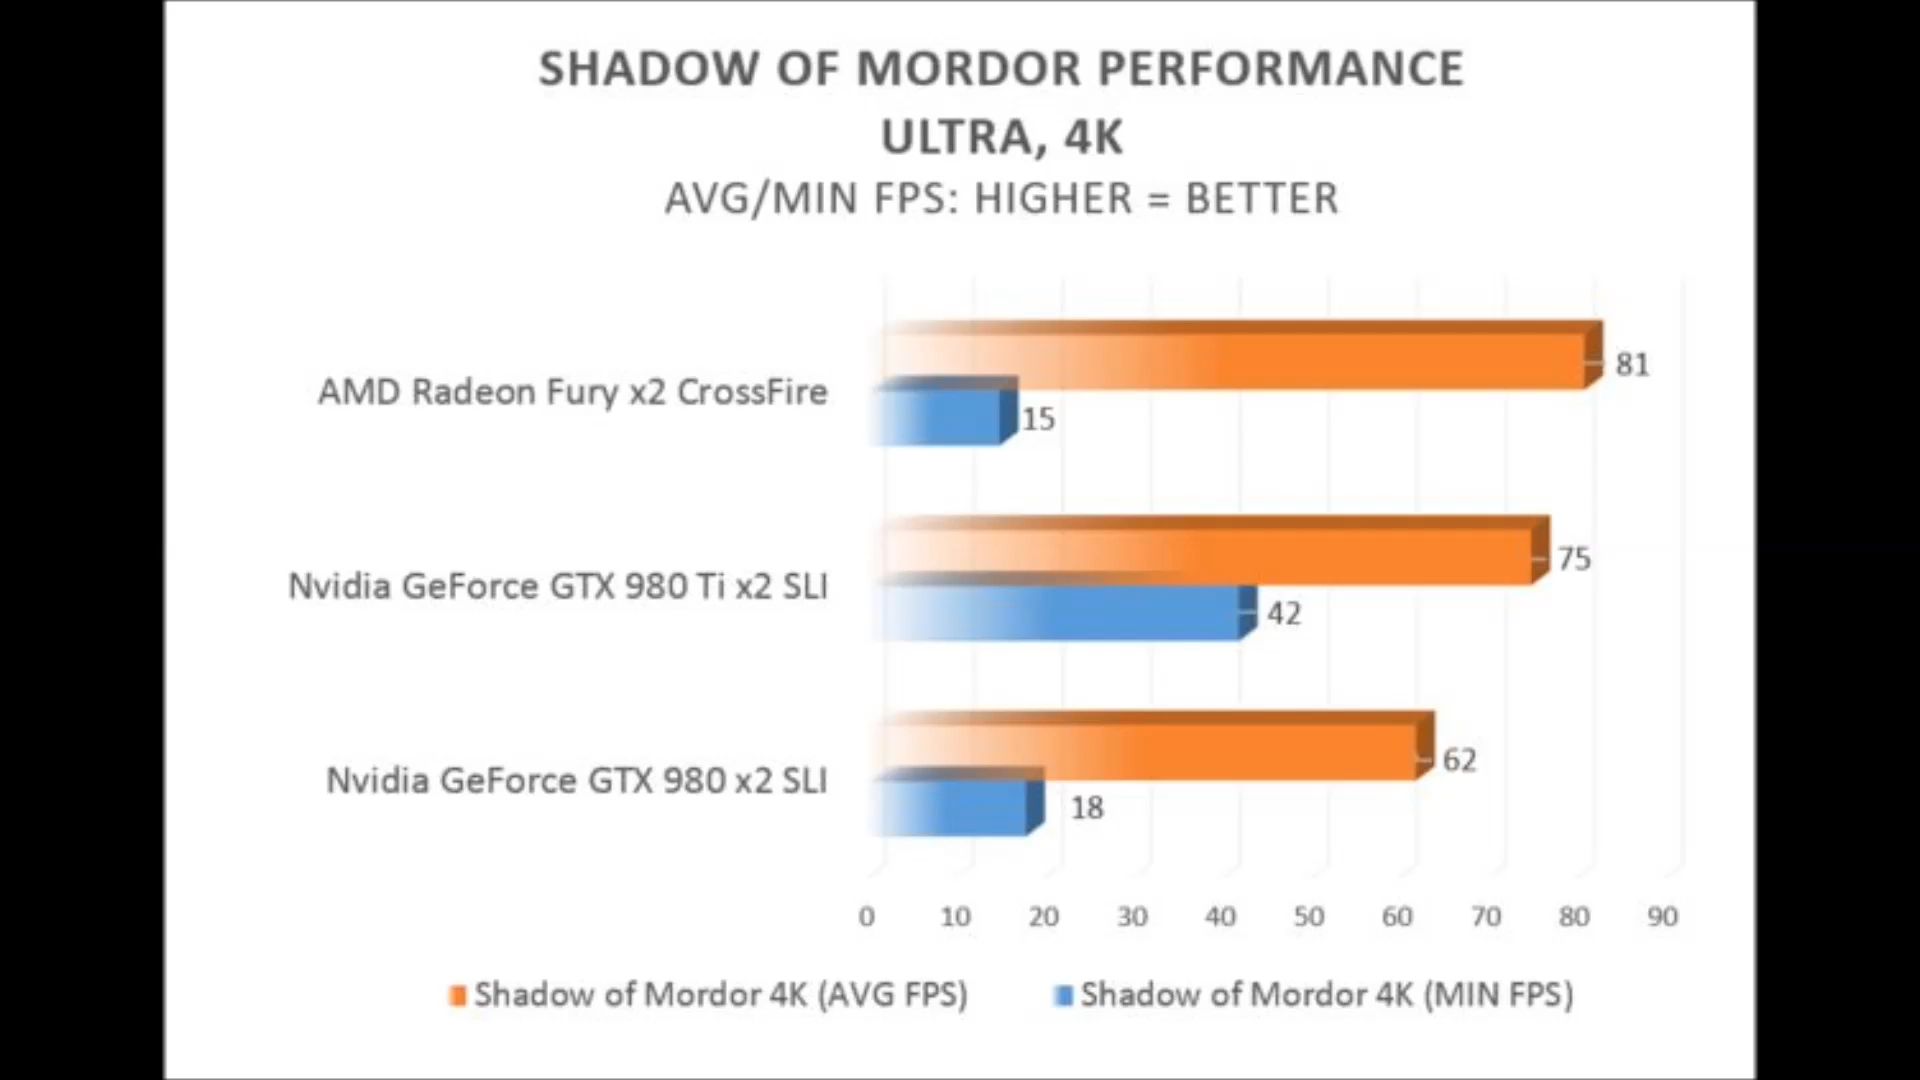 SHADOW OF MORDOR PERFORMANCE
ULTRA, 4K
AVG/MIN FPS: HIGHER = BETTER
AMD Radeon Fury x2 CrossFire
81
15
Nvidia GeForce GTX 980 Ti x2 SLI
75
42
Nvidia GeForce GTX 980 x2 SLI
62
18
0 10 20 30 40 50 60 70 80 90
Shadow of Mordor 4K (AVG FPS) Shadow of Mordor 4K (MIN FPS)